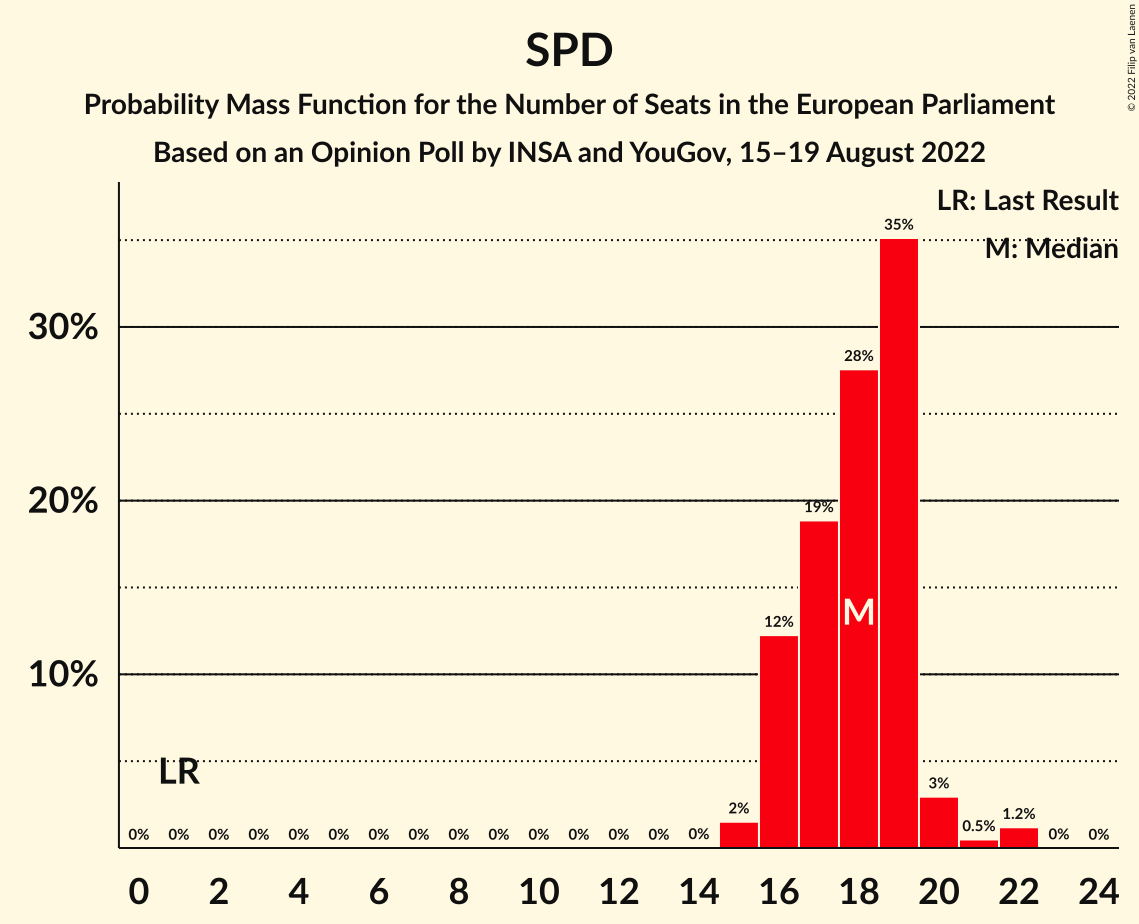 SPD
Probability Mass Function for the Number of Seats in the European Parliament
Based on an Opinion Poll by INSA and YouGov, 15–19 August 2022
© 2022 Filip van Laenen
LR: Last Result
M: Median
35%
30%
28%
20%
19%
M
12%
10%
LR
3%
2%
1.2%
0.5%
0% 0% 0% 0% 0% 0% 0% 0% 0% 0% 0% 0% 0% 0% 0% 0% 0%
0 2 4 6 8 10 12 14 16 18 20 22 24